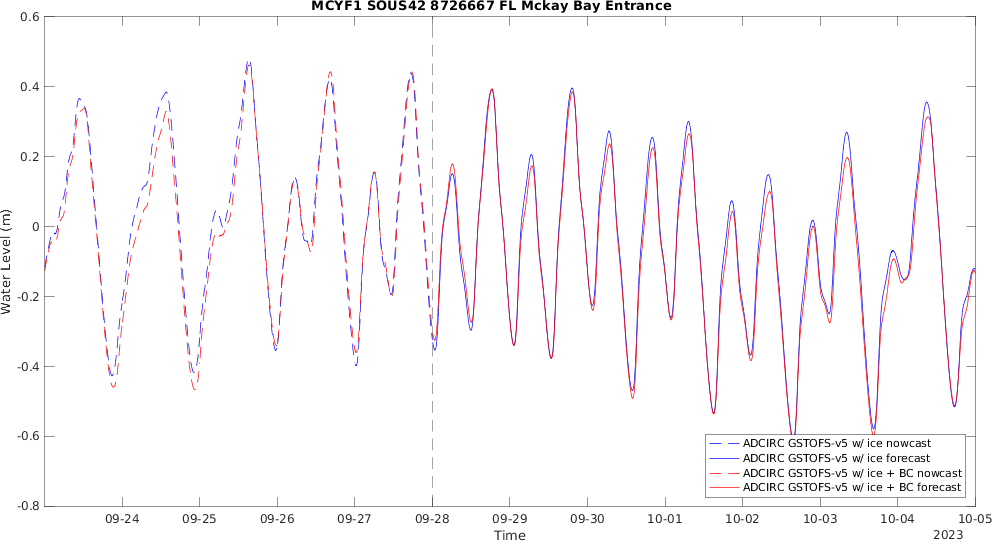 MCYF1 SOUS42 8726667 FL Mckay Bay Entrance
0.6
0.4
0.2
0
-0.2
-0.4
-0.6
-0.8
Water Level (m)
ADCIRC GSTOFS-v5 w/ ice nowcast
ADCIRC GSTOFS-v5 w/ ice forecast
ADCIRC GSTOFS-v5 w/ ice + BC nowcast
ADCIRC GSTOFS-v5 w/ ice + BC forecast
09-24 09-25 09-26 09-27 09-28 09-29 09-30 10-01 10-02 10-03 10-04 10-05
Time
2023